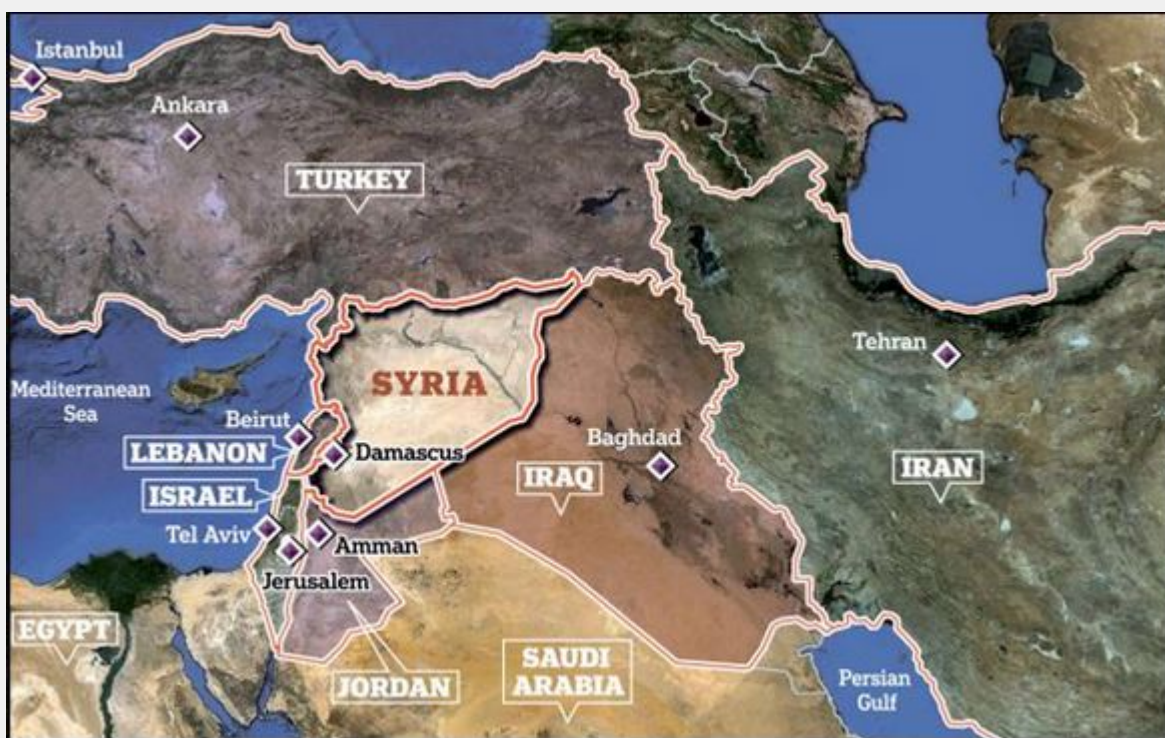 Istanbul
Ankara
TURKEY
Tehran
Mediterranean
Sea
SYRIA
Beirut
LEBANON
Damascus
Baghdad
IRAQ
IRAN
ISRAEL
Tel Aviv
Amman
Jerusalem
EGYPT
JORDAN
SAUDI
ARABIA
Persian
Gulf